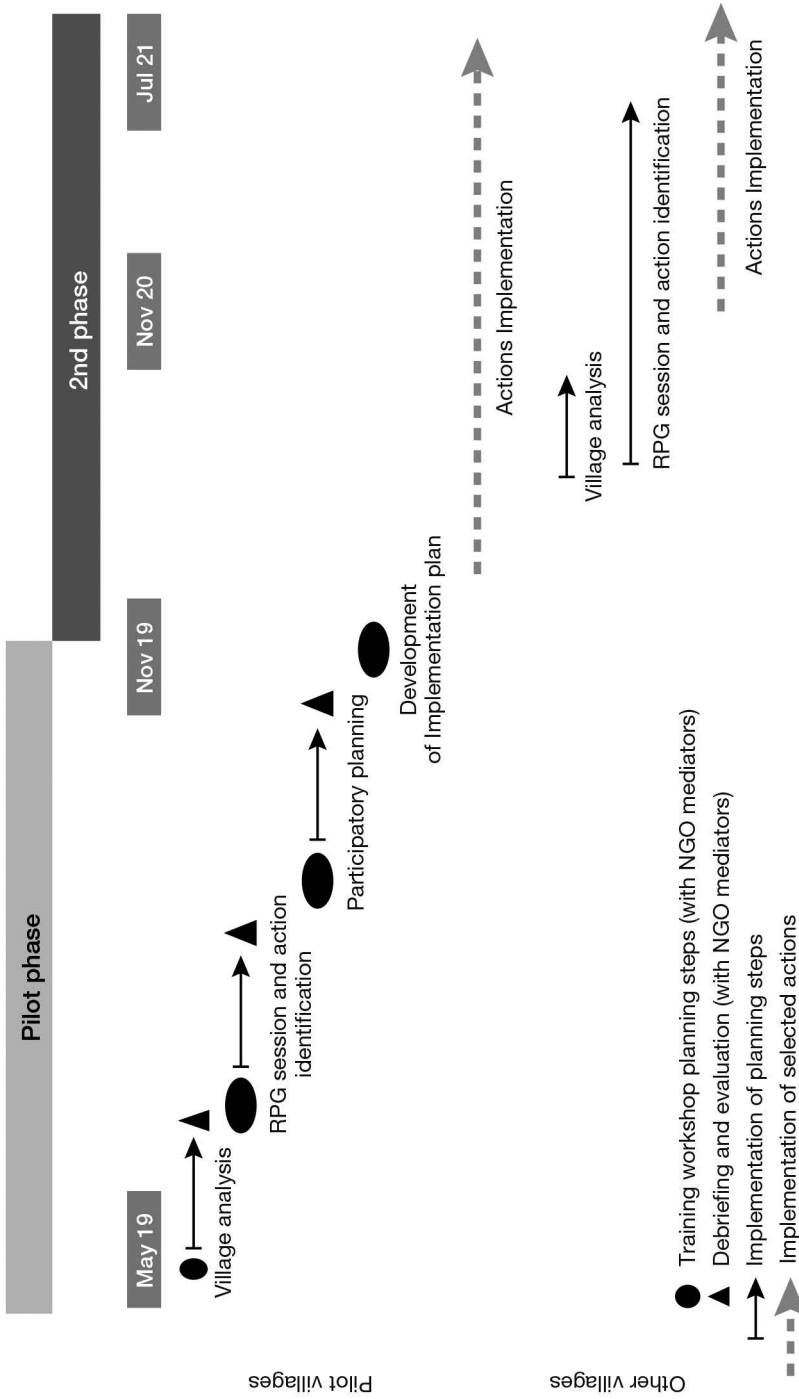 Pilot phase
2nd phase
May 19
Nov 19
Nov 20
Jul 21
Pilot villages
Village analysis
RPG session and action
identification
Participatory planning
Development
of Implementation plan
Actions Implementation
Other villages
Village analysis
RPG session and action identification
Actions Implementation
Training workshop planning steps (with NGO mediators)
Debriefing and evaluation (with NGO mediators)
Implementation of planning steps
Implementation of selected actions